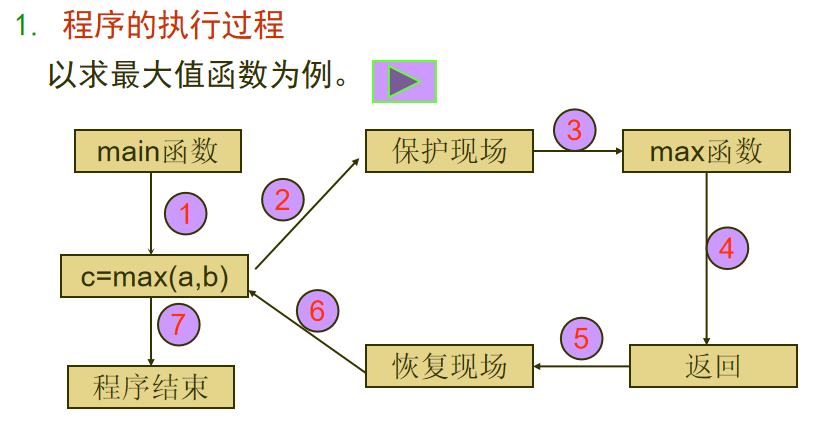 1. 程序的执行过程
以求最大值函数为例。
main函数
保护现场
3
max函数
1
2
4
c=max(a,b)
7
6
5
程序结束
恢复现场
返回